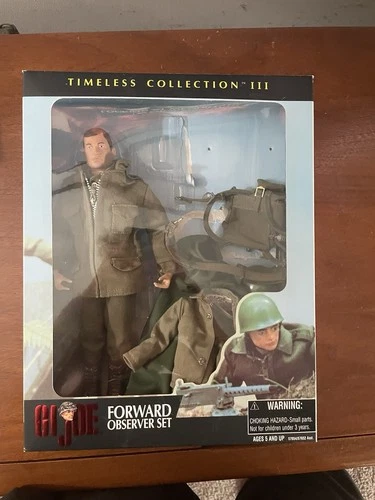 TIMELESS COLLECTION™ III
GI JOE
FORWARD
OBSERVER SET
⚠ WARNING:
CHOKING HAZARD-Small parts.
Not for children under 3 years.
AGES 5 AND UP